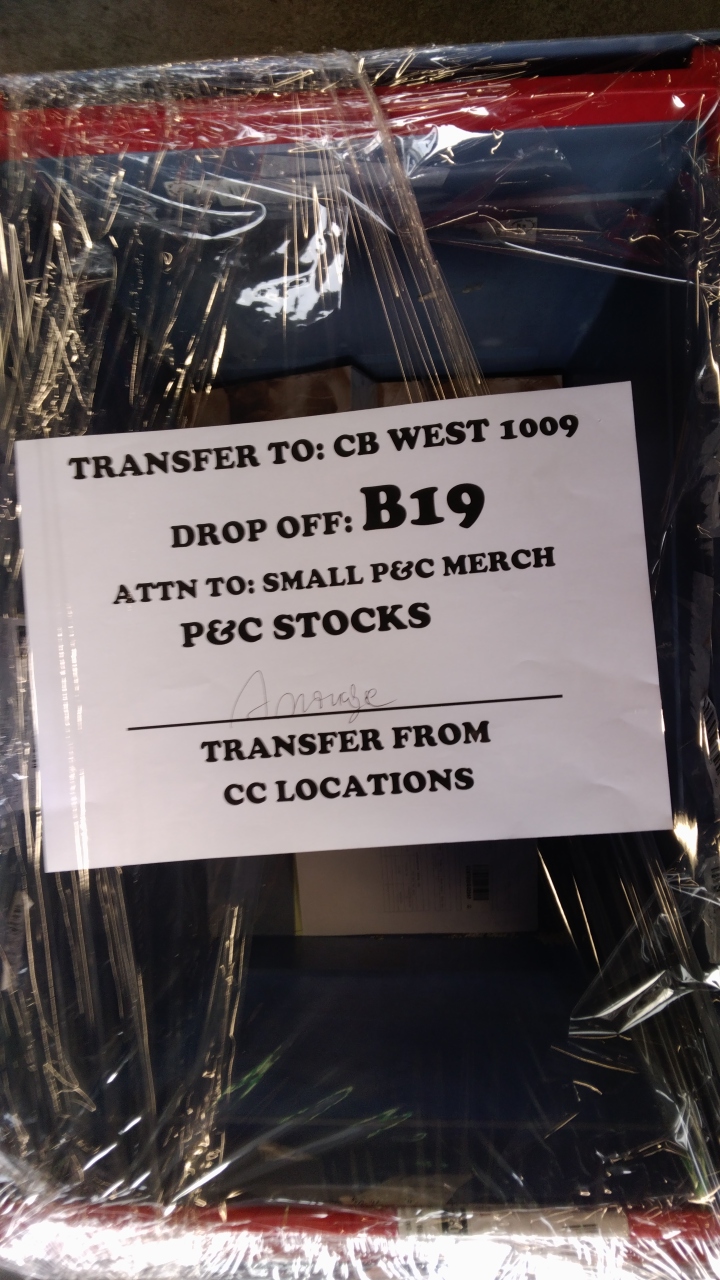 TRANSFER TO: CB WEST 1009
DROP OFF: B19
ATTN TO: SMALL P&C MERCH
P&C STOCKS
TRANSFER FROM
CC LOCATIONS